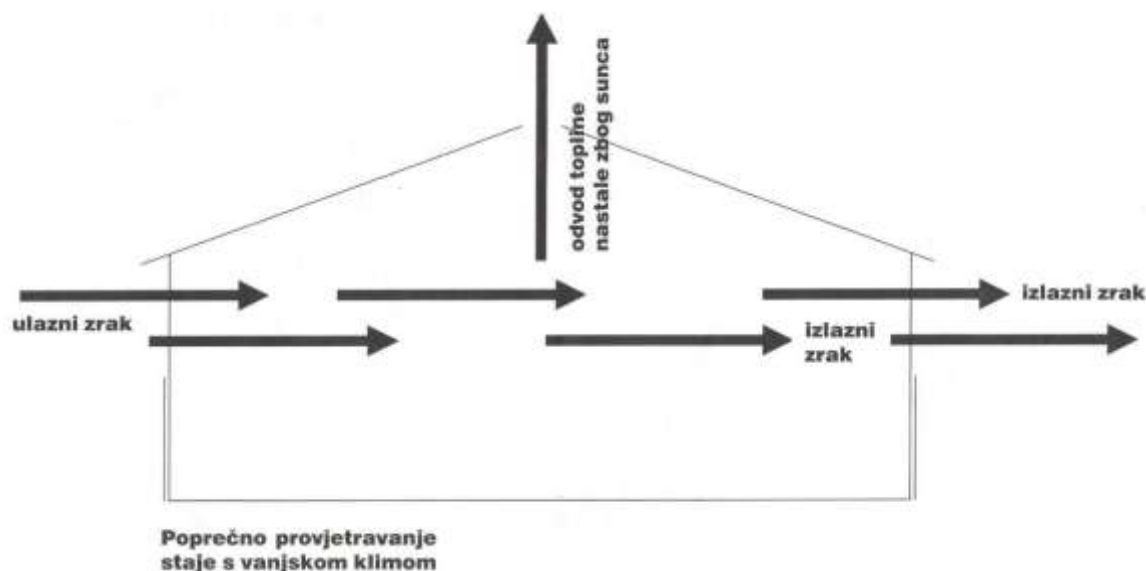 odvod topline
nastale zbog sunca
ulazni zrak
izlazni
zrak
izlazni zrak
Poprečno provjetravanje
staje s vanjskom klimom